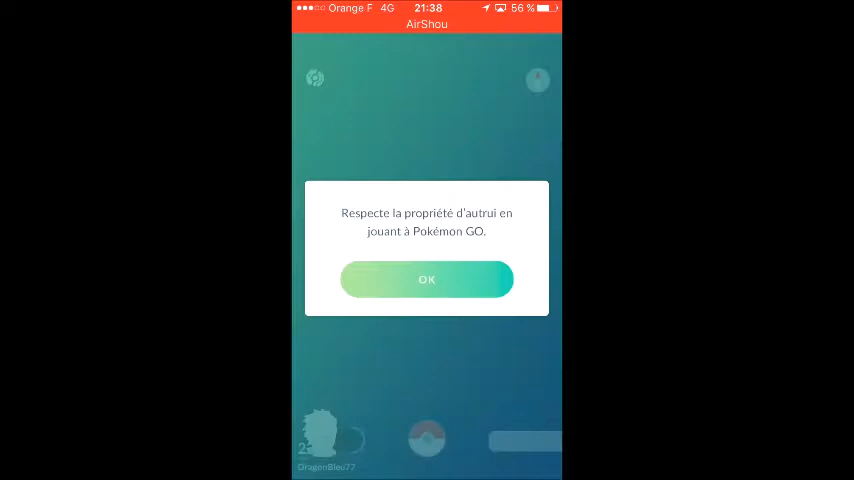 Orange F 4G 21:38 56 %
AirShou
Respecte la propriété d'autrui en
jouant à Pokémon GO.
OK
DragonBleu77